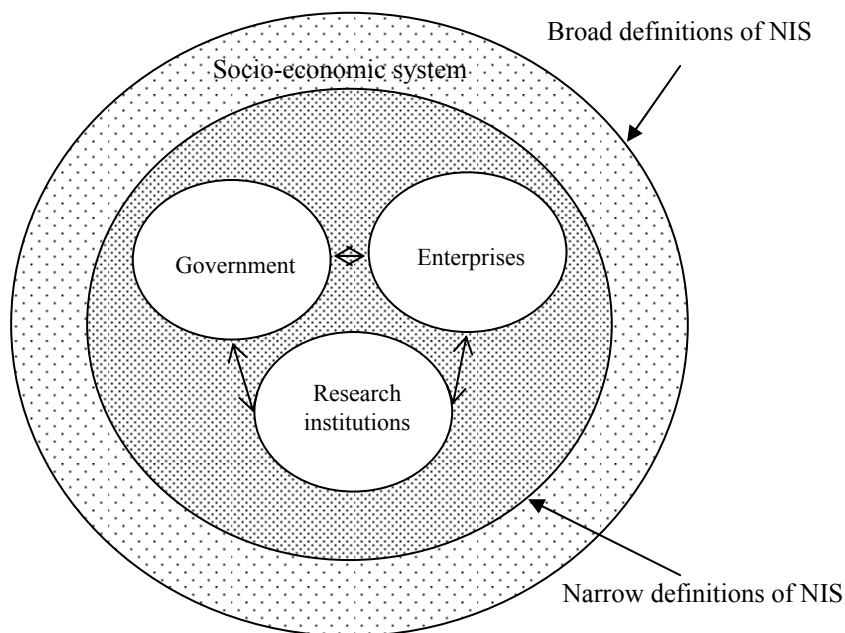 Broad definitions of NIS
Socio-economic system
Government
Enterprises
Research
institutions
Narrow definitions of NIS